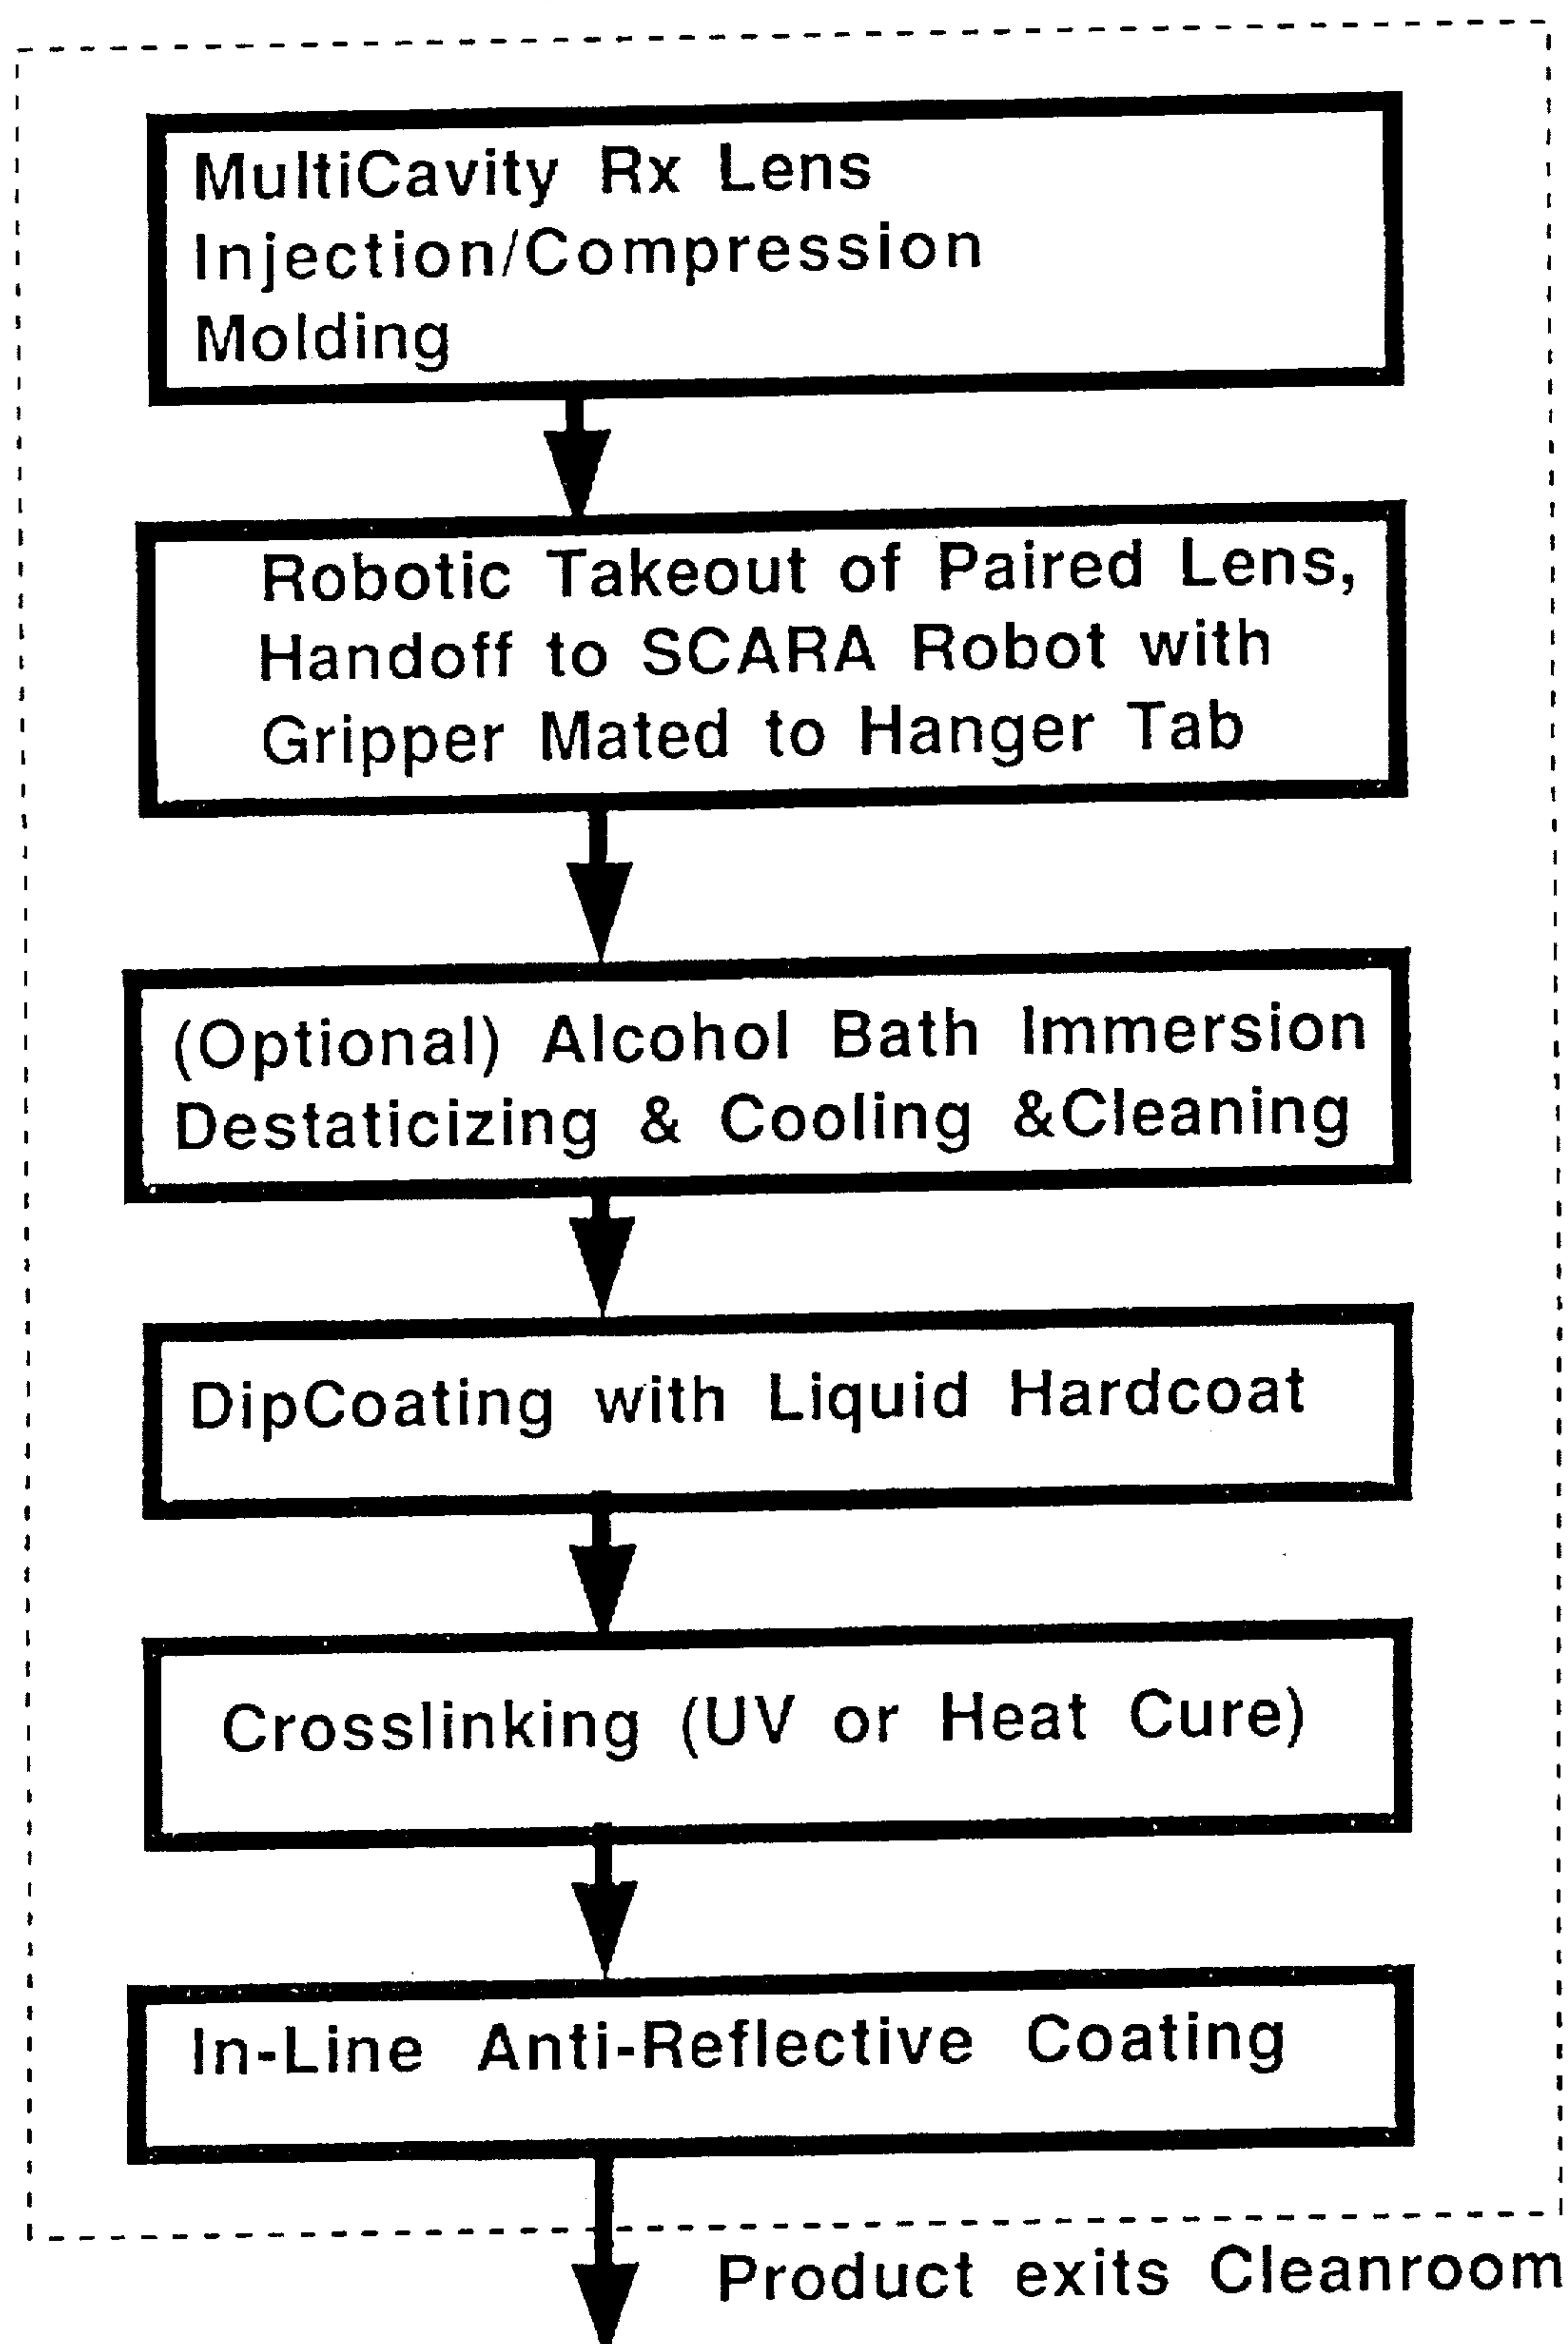 MultiCavity Rx Lens
Injection/Compression
Molding
Robotic Takeout of Paired Lens,
Handoff to SCARA Robot with
Gripper Mated to Hanger Tab
(Optional) Alcohol Bath Immersion
Destaticizing & Cooling &Cleaning
DipCoating with Liquid Hardcoat
Crosslinking (UV or Heat Cure)
In-Line Anti-Reflective Coating
Product exits Cleanroom